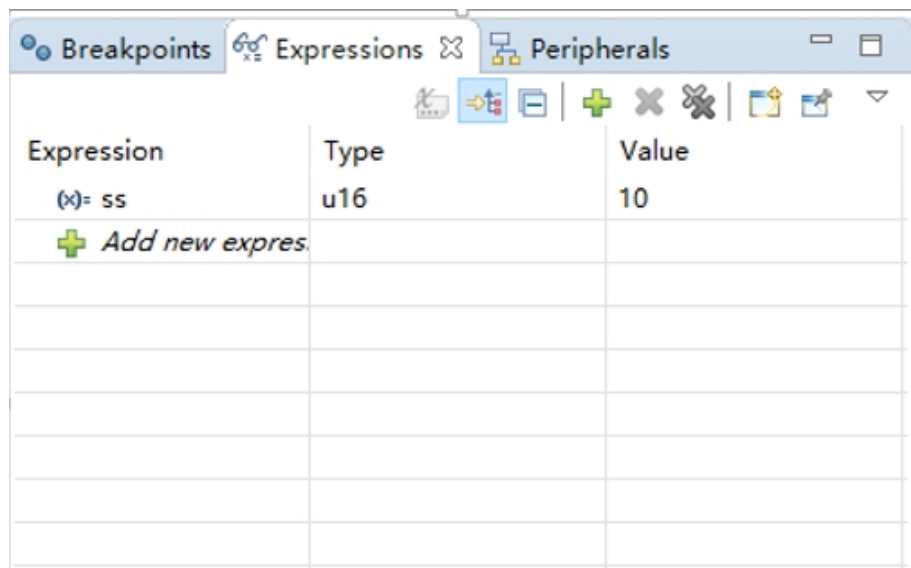 Breakpoints Expressions Peripherals
Expression Type Value
(x)= ss u16 10
Add new expres